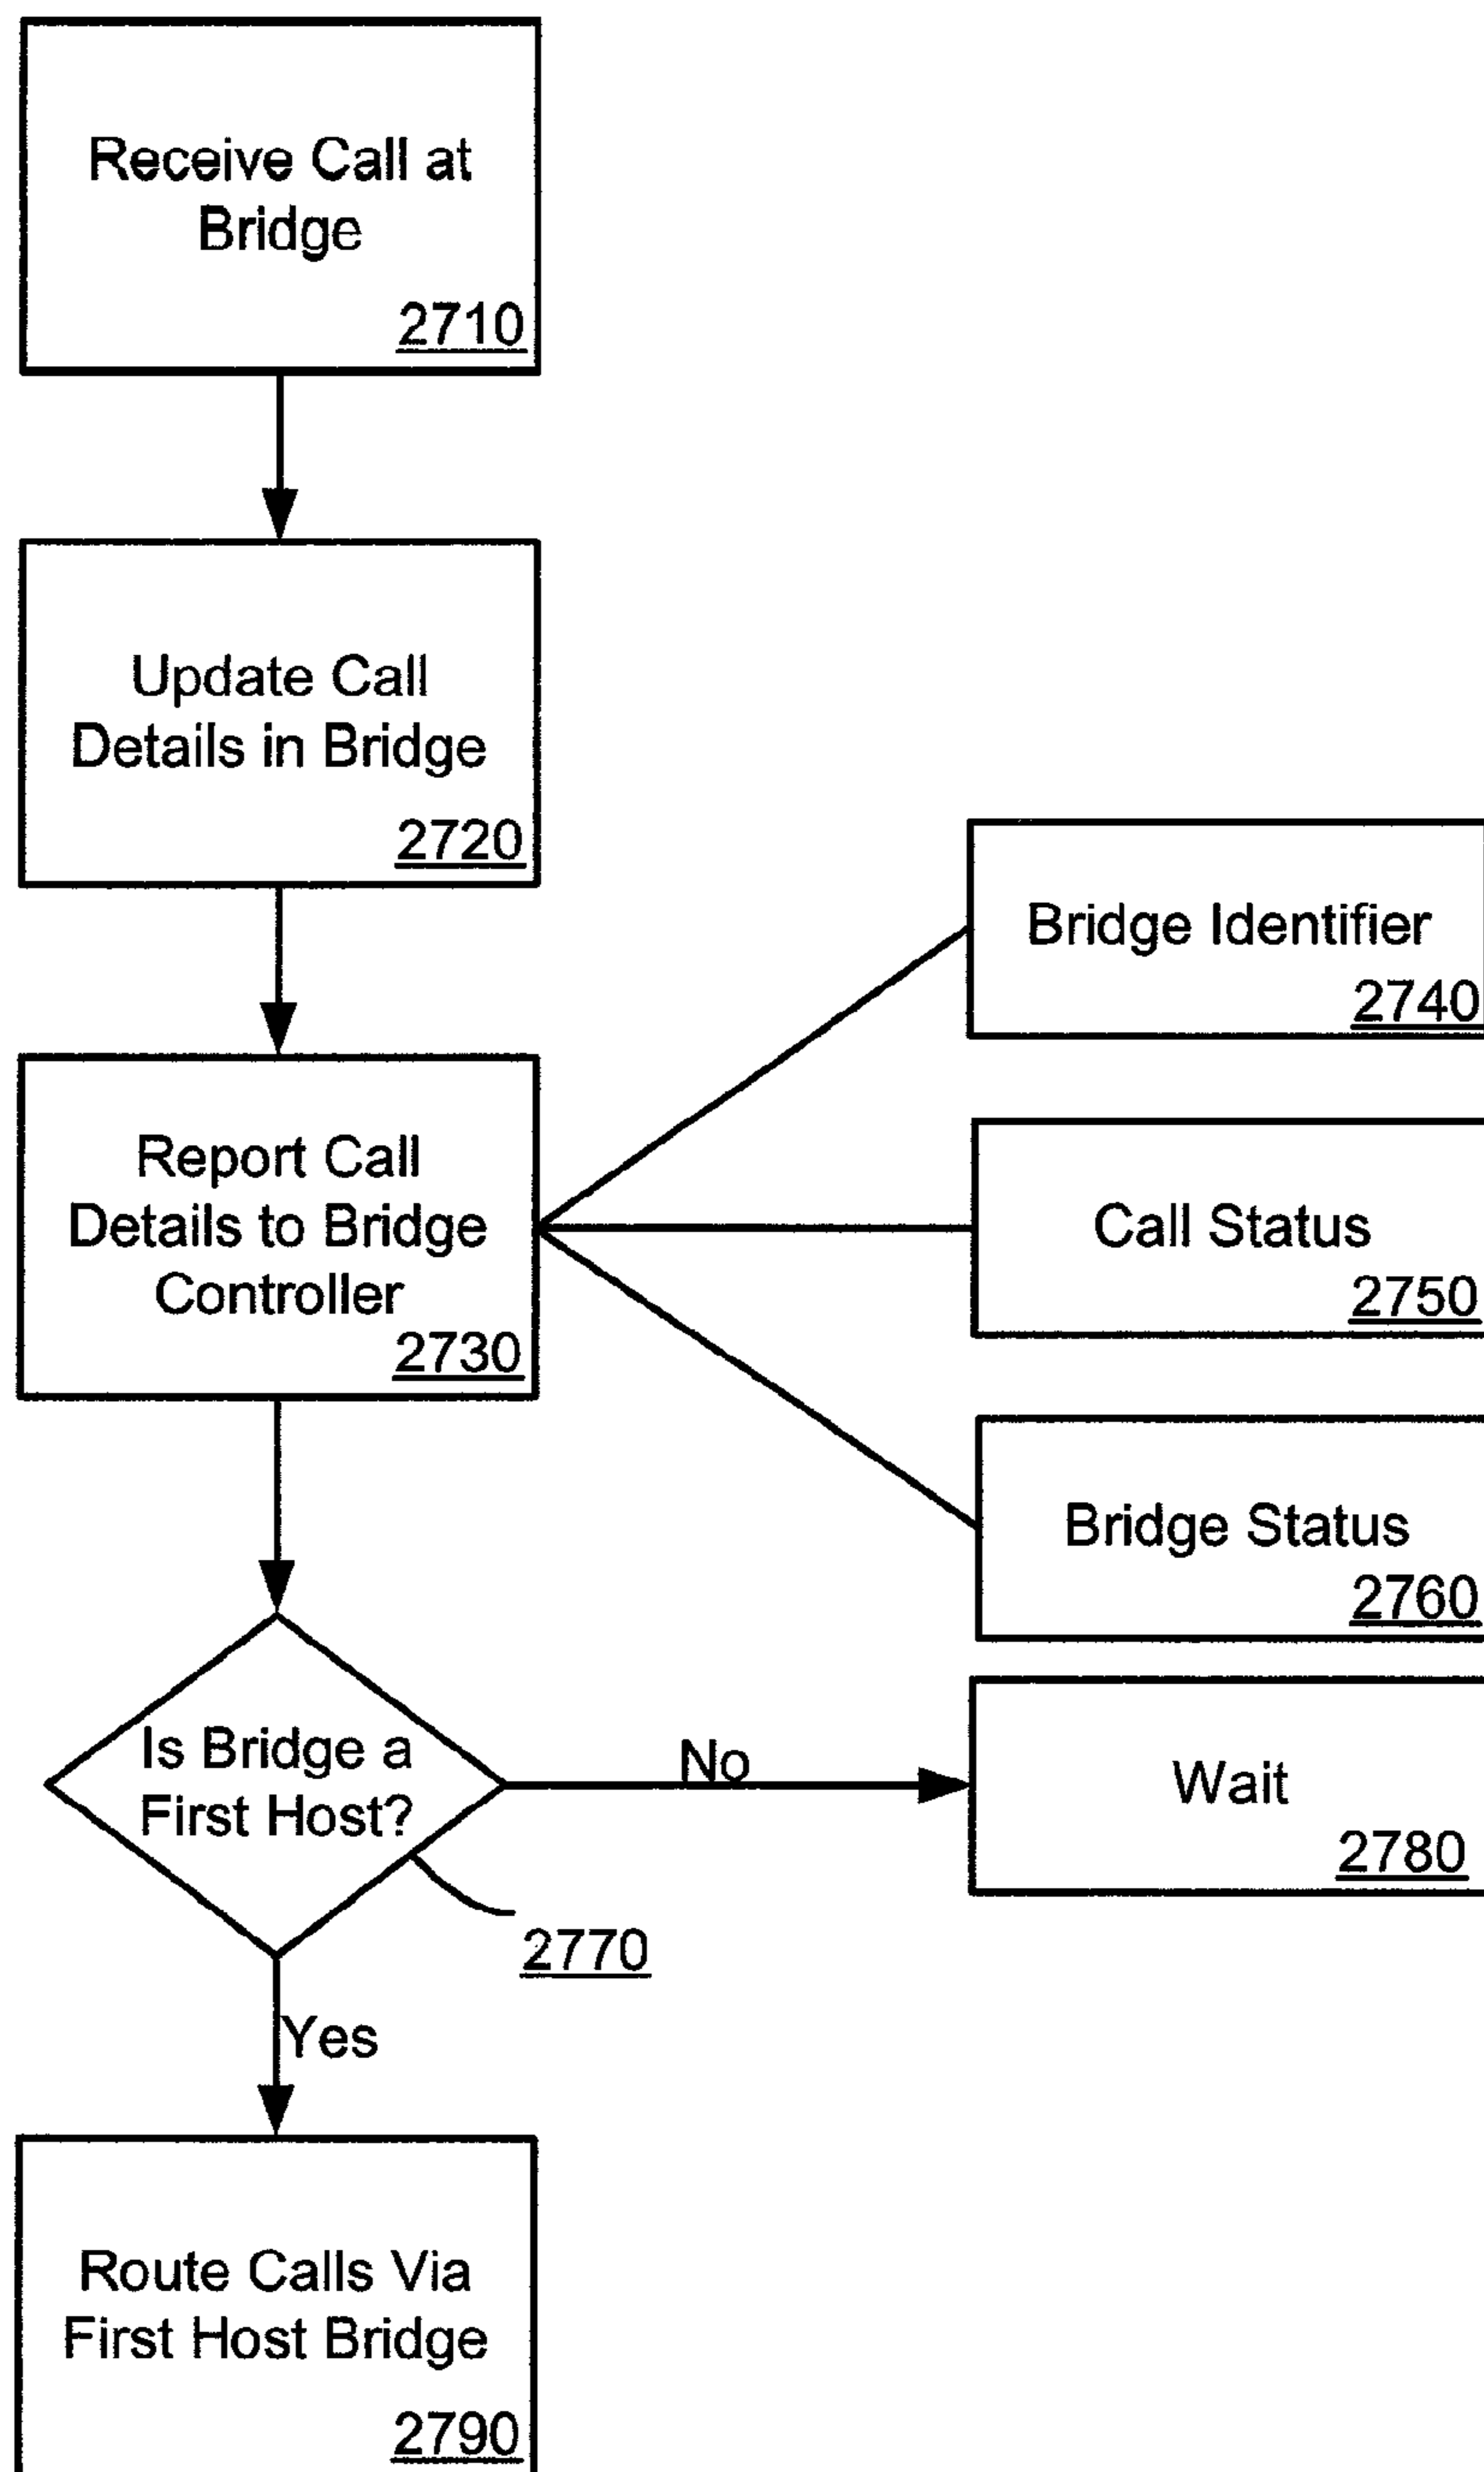 Receive Call at
Bridge
2710
Update Call
Details in Bridge
2720
Report Call
Details to Bridge
Controller
2730
Bridge Identifier
2740
Call Status
2750
Bridge Status
2760
Is Bridge a
First Host?
2770
No
Wait
2780
Yes
Route Calls Via
First Host Bridge
2790